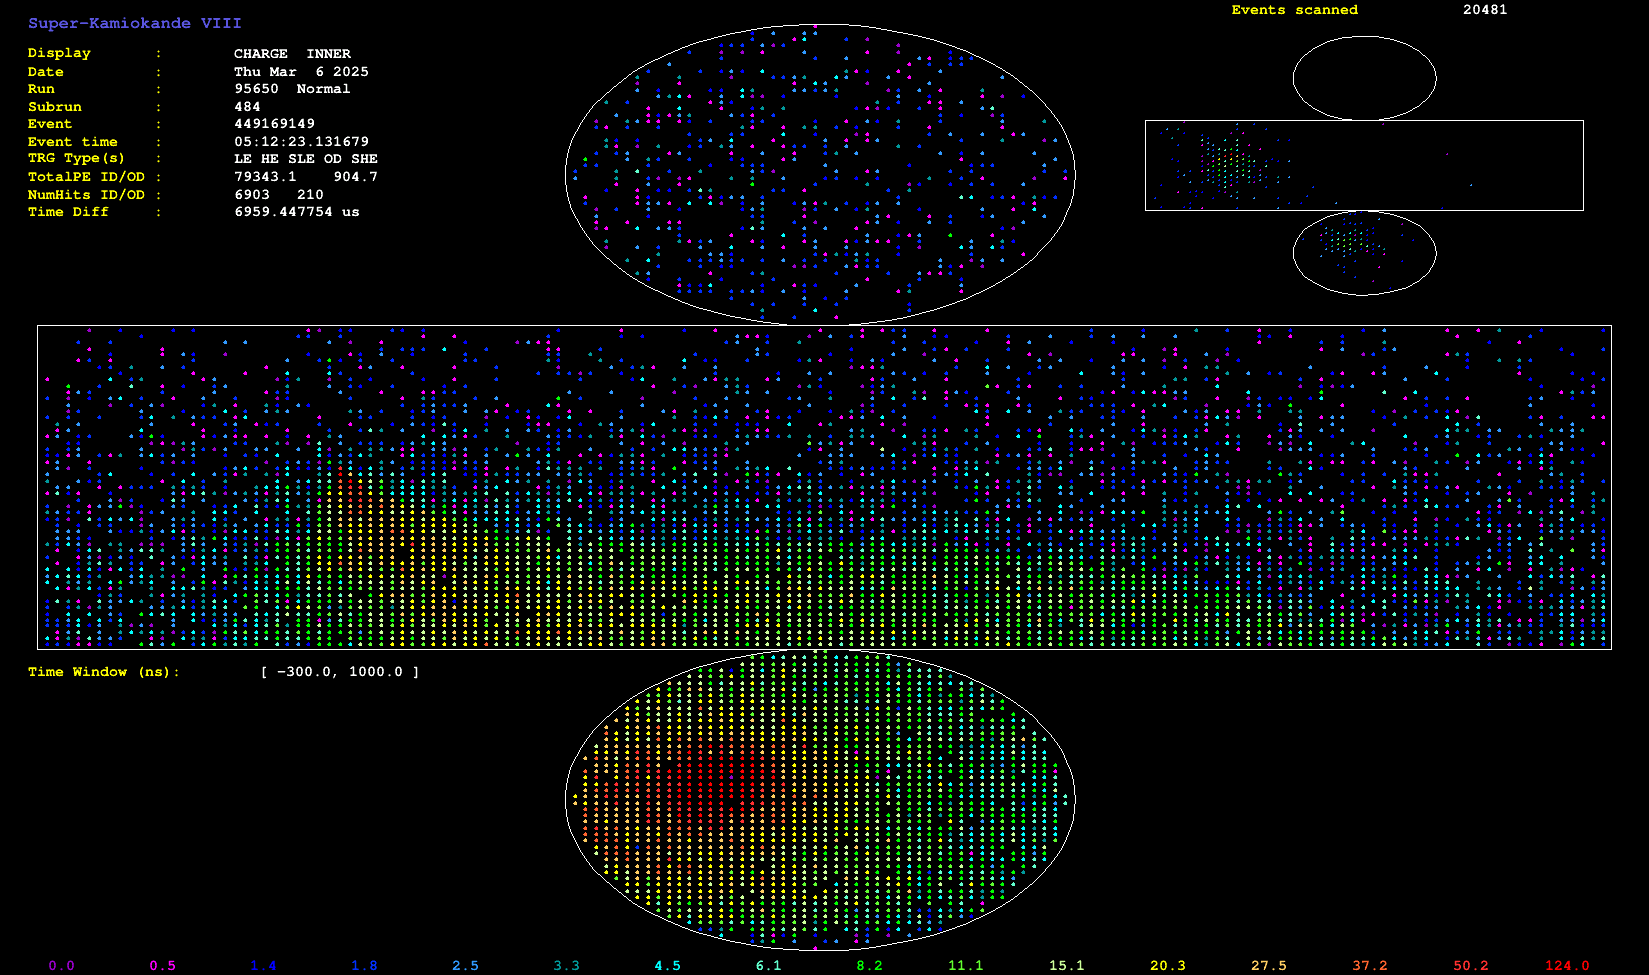 Super-Kamiokande VIII
Events scanned 20481
Display : CHARGE INNER
Date : Thu Mar 6 2025
Run : 95650 Normal
Subrun : 484
Event : 449169149
Event time : 05:12:23.131679
TRG Type(s) : LE HE SLE OD SHE
TotalPE ID/OD : 79343.1 904.7
NumHits ID/OD : 6903 210
Time Diff : 6959.447754 us
Time Window (ns): [ -300.0, 1000.0 ]
0.0 0.5 1.4 1.8 2.5 3.3 4.5 6.1 8.2 11.1 15.1 20.3 27.5 37.2 50.2 124.0